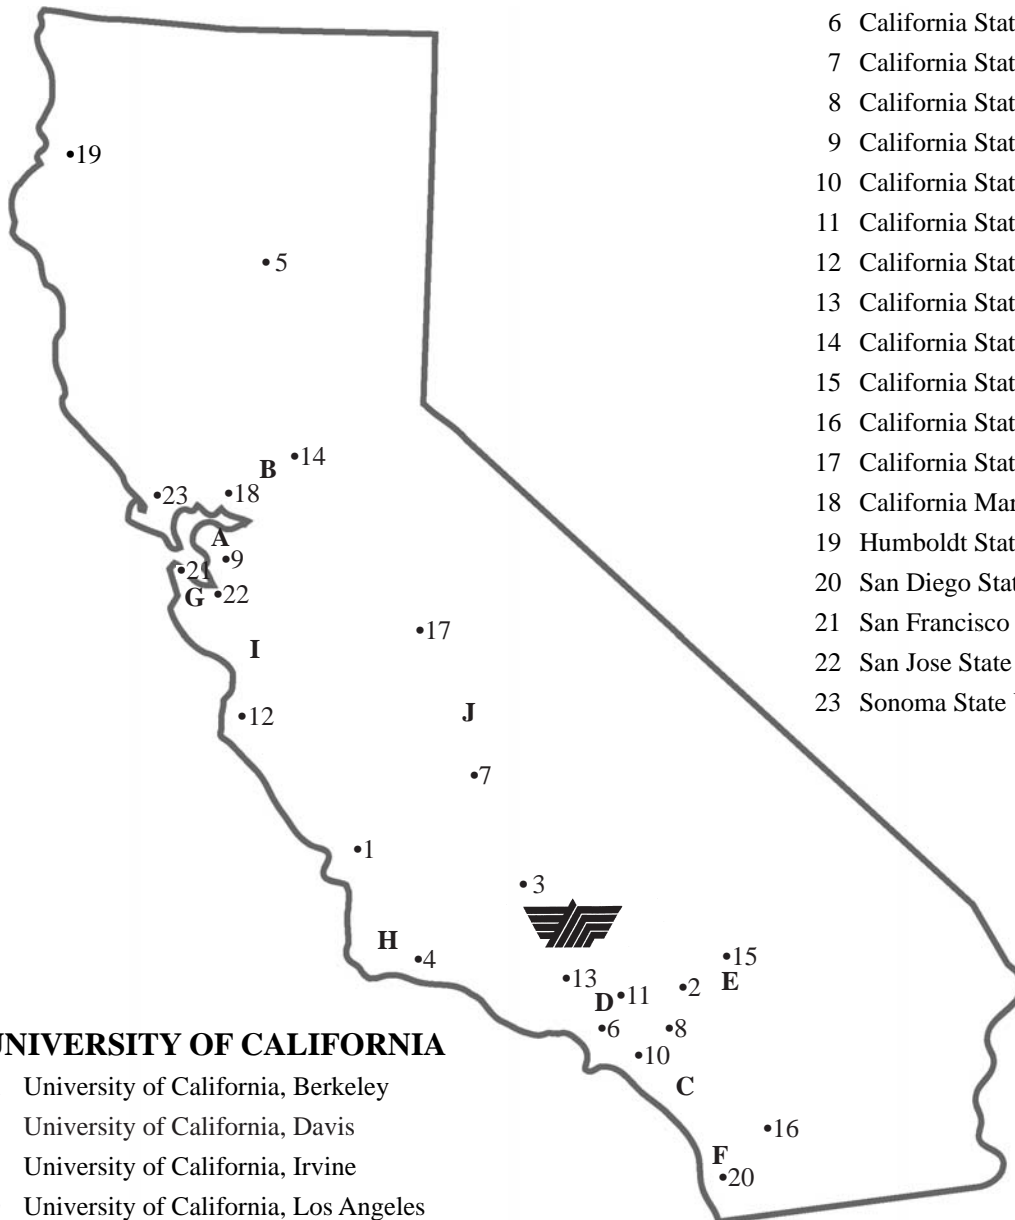 6 California Stat
7 California Stat
8 California Stat
9 California Stat
10 California Stat
11 California Stat
12 California Stat
13 California Stat
14 California Stat
15 California Stat
16 California Stat
17 California Stat
18 California Mar
19 Humboldt Stat
20 San Diego Stat
21 San Francisco
22 San Jose State
23 Sonoma State
19
5
14
B
23
18
A
9
21
G
22
17
I
J
12
7
1
3
H
4
15
13
E
2
D
11
6
8
10
C
16
F
20
UNIVERSITY OF CALIFORNIA
University of California, Berkeley
University of California, Davis
University of California, Irvine
University of California, Los Angeles